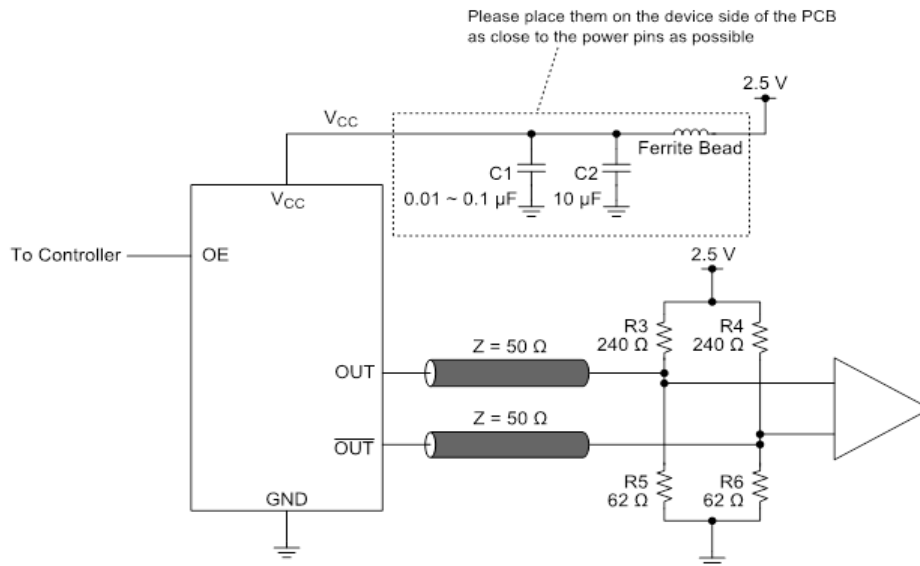 Please place them on the device side of the PCB
as close to the power pins as possible
2.5 V
VCC
Ferrite Bead
C1
C2
0.01 ~ 0.1 µF
10 µF
VCC
To Controller
OE
2.5 V
R3
240 Ω
R4
240 Ω
Z = 50 Ω
OUT
Z = 50 Ω
OUT
R5
62 Ω
R6
62 Ω
GND